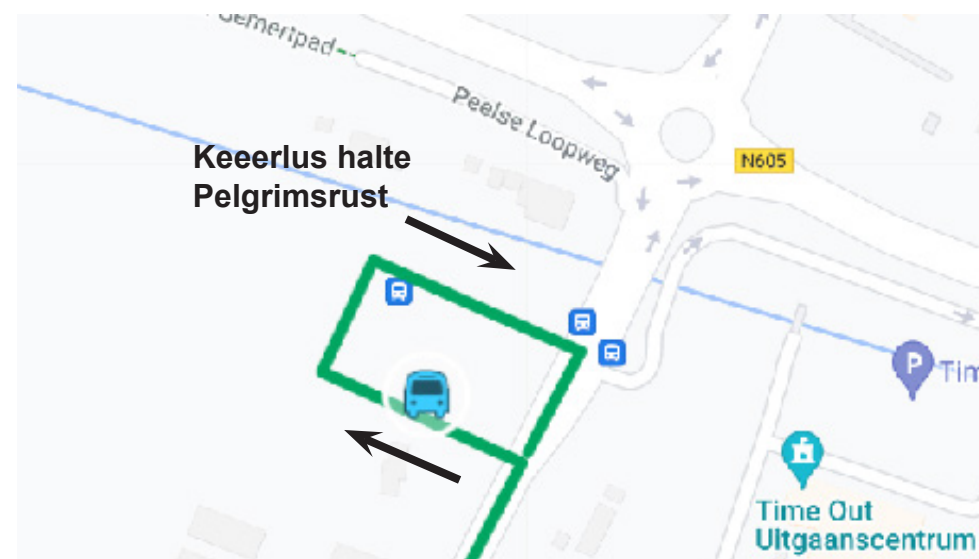 Gemertpad
Peelse Loopweg
N605
Keeerlus halte
Pelgrimsrust
P
Tim
Time Out
Uitgaanscentrum